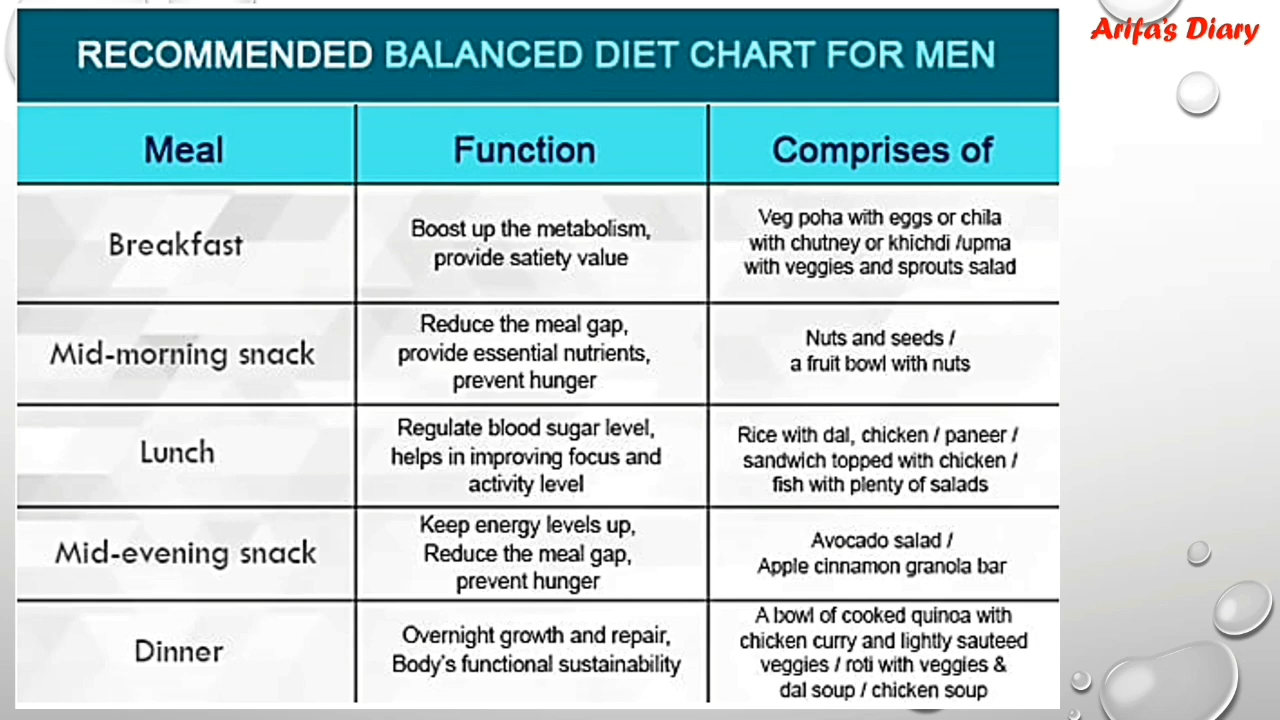 Arifa's Diary
RECOMMENDED BALANCED DIET CHART FOR MEN
Meal
Function
Comprises of
Breakfast
Boost up the metabolism,
provide satiety value
Veg poha with eggs or chila
with chutney or khichdi /upma
with veggies and sprouts salad
Mid-morning snack
Reduce the meal gap,
provide essential nutrients,
prevent hunger
Nuts and seeds /
a fruit bowl with nuts
Lunch
Regulate blood sugar level,
helps in improving focus and
activity level
Rice with dal, chicken / paneer /
sandwich topped with chicken /
fish with plenty of salads
Mid-evening snack
Keep energy levels up,
Reduce the meal gap,
prevent hunger
Avocado salad /
Apple cinnamon granola bar
Dinner
Overnight growth and repair,
Body's functional sustainability
A bowl of cooked quinoa with
chicken curry and lightly sauteed
veggies / roti with veggies &
dal soup / chicken soup